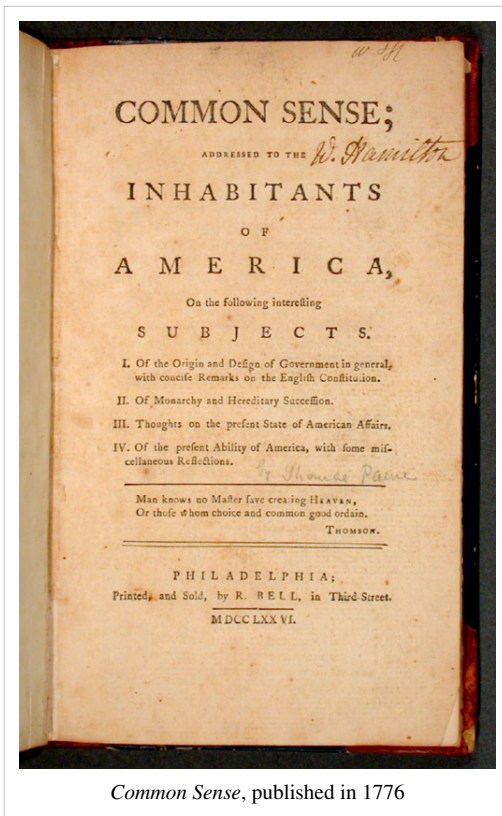 COMMON SENSE;
ADDRESSED TO THE
W. Hamilton
INHABITANTS
OF
AMERICA,
On the following intereſting
SUBJECTS.
I. Of the Origin and Deſign of Government in general,
with conciſe Remarks on the Engliſh Conſtitution.
II. Of Monarchy and Hereditary Succeſſion.
III. Thoughts on the preſent State of American Affairs.
IV. Of the preſent Ability of America, with ſome miſ-
cellaneous Reflections.
by Thomas Paine
Man knows no Maſter ſave creating HEAVEN,
Or thoſe whom choice and common good ordain.
THOMSON.
PHILADELPHIA;
Printed, and Sold, by R. BELL, in Third-Street.
MDCCLXXVI.
Common Sense, published in 1776